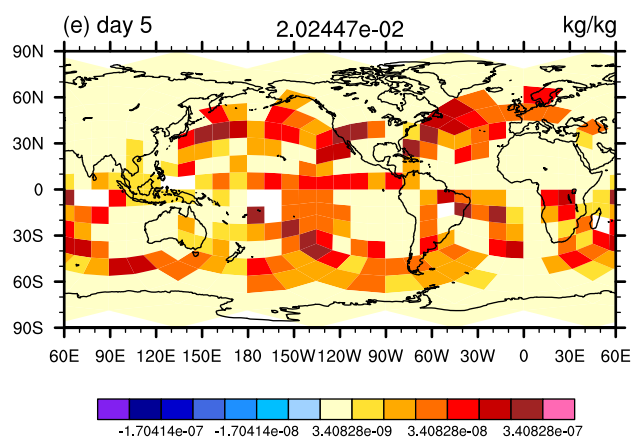 (e) day 5 2.02447e-02 kg/kg
90N
60N
30N
0
30S
60S
90S
60E 90E 120E 150E 180 150W 120W 90W 60W 30W 0 30E 60E
-1.70414e-07 -1.70414e-08 3.40828e-09 3.40828e-08 3.40828e-07